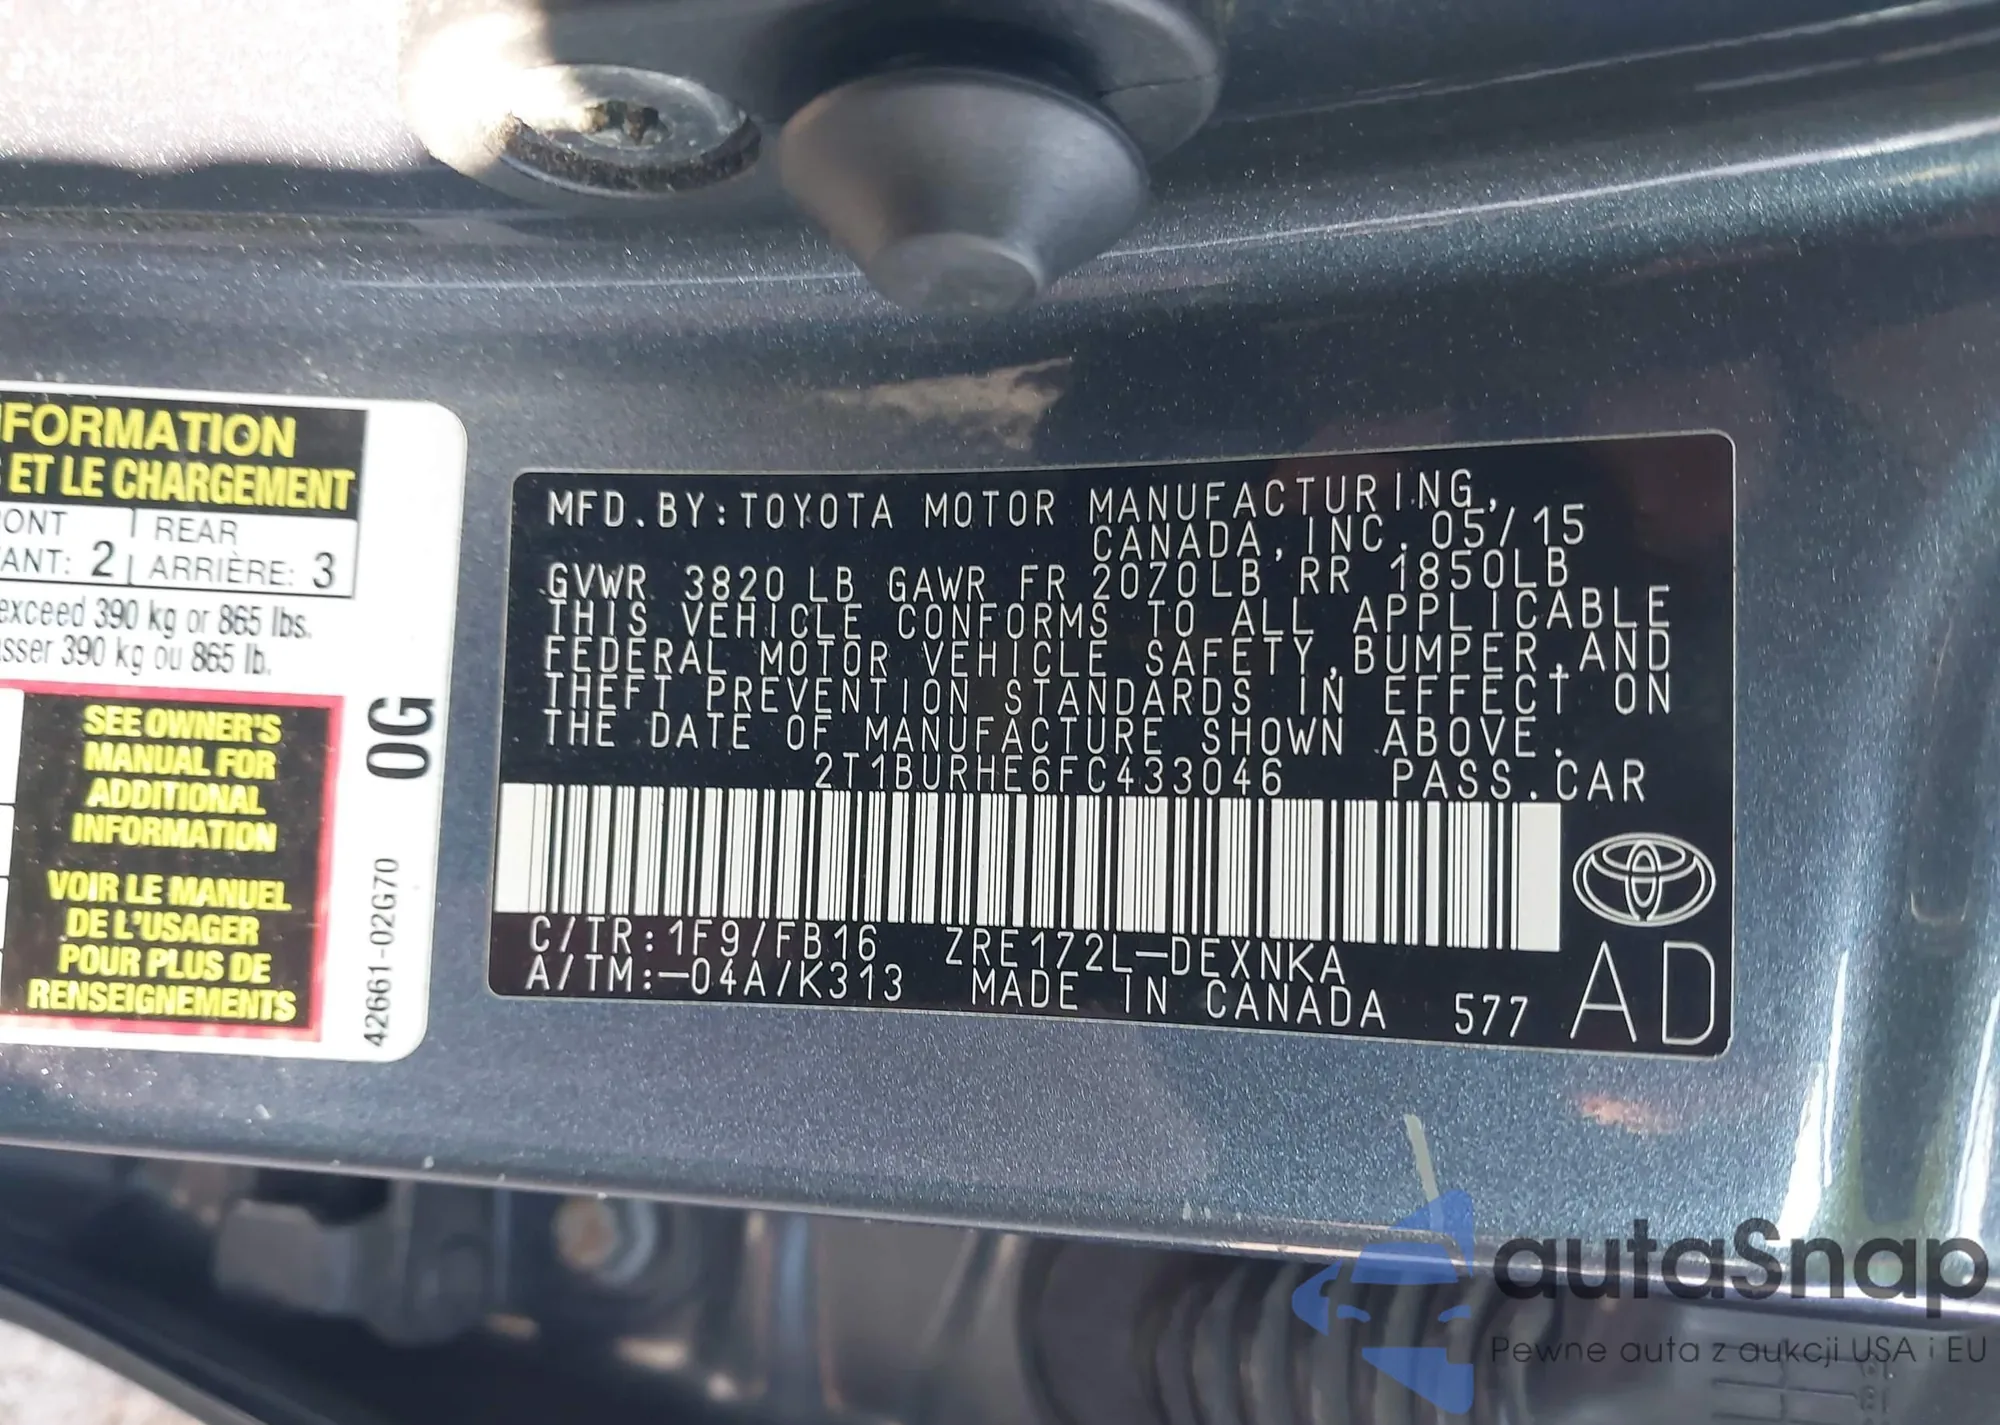 FORMATION
ET LE CHARGEMENT
RONT | REAR
ANT: 2 | ARRIÈRE: 3
exceed 390 kg or 865 lbs.
sser 390 kg ou 865 lb.
SEE OWNER'S
MANUAL FOR
ADDITIONAL
INFORMATION
VOIR LE MANUEL
DE L'USAGER
POUR PLUS DE
RENSEIGNEMENTS
0G
42661-02G70
MFD.BY:TOYOTA MOTOR MANUFACTURING,
CANADA,INC. 05/15
GVWR 3820 LB GAWR FR 2070LB RR 1850LB
THIS VEHICLE CONFORMS TO ALL APPLICABLE
FEDERAL MOTOR VEHICLE SAFETY,BUMPER,AND
THEFT PREVENTION STANDARDS IN EFFECT ON
THE DATE OF MANUFACTURE SHOWN ABOVE.
2T1BURHE6FC433046 PASS.CAR
C/TR:1F9/FB16 ZRE172L-DEXNKA
A/TM:-04A/K313 MADE IN CANADA 577
AD
autaSnap
Pewne auta z aukcji USA i EU